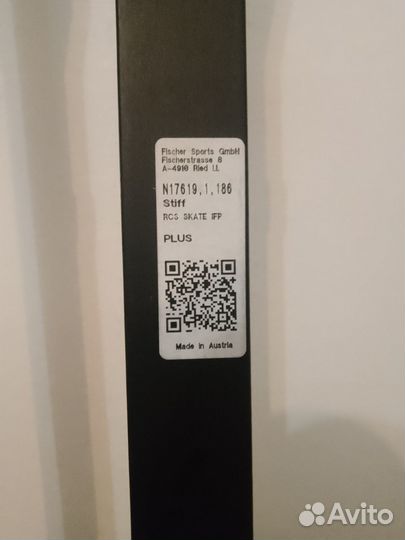 Fischer Sports GmbH
Fischerstrasse 8
A-4910 Ried i.I.
N17619,1,186
Stiff
RCS SKATE IFP
PLUS
Made in Austria
Avito